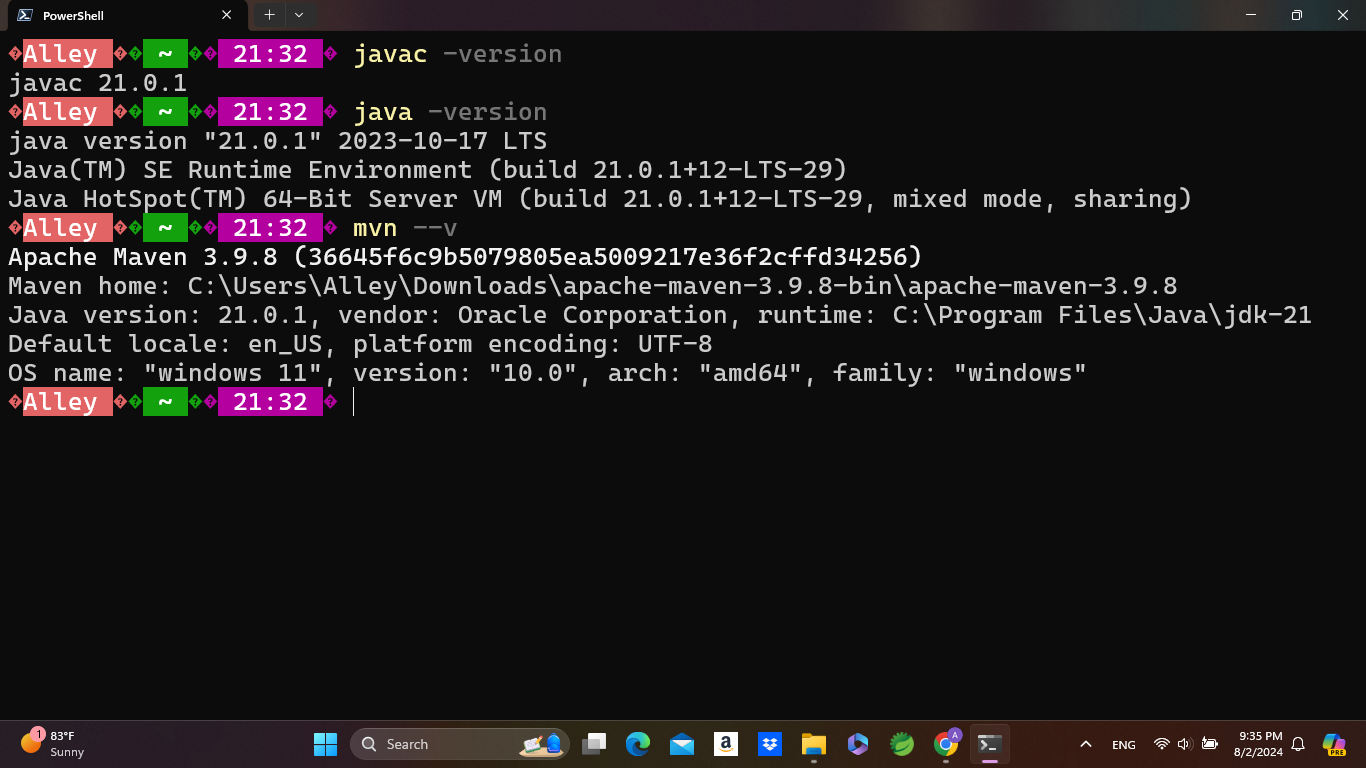 PowerShell
�Alley �� ~ �� 21:32 � javac -version
javac 21.0.1
�Alley �� ~ �� 21:32 � java -version
java version "21.0.1" 2023-10-17 LTS
Java(TM) SE Runtime Environment (build 21.0.1+12-LTS-29)
Java HotSpot(TM) 64-Bit Server VM (build 21.0.1+12-LTS-29, mixed mode, sharing)
�Alley �� ~ �� 21:32 � mvn --v
Apache Maven 3.9.8 (36645f6c9b5079805ea5009217e36f2cffd34256)
Maven home: C:\Users\Alley\Downloads\apache-maven-3.9.8-bin\apache-maven-3.9.8
Java version: 21.0.1, vendor: Oracle Corporation, runtime: C:\Program Files\Java\jdk-21
Default locale: en_US, platform encoding: UTF-8
OS name: "windows 11", version: "10.0", arch: "amd64", family: "windows"
�Alley �� ~ �� 21:32 �
1
83°F
Sunny
Search
a
A
ENG
9:35 PM
8/2/2024
PRE